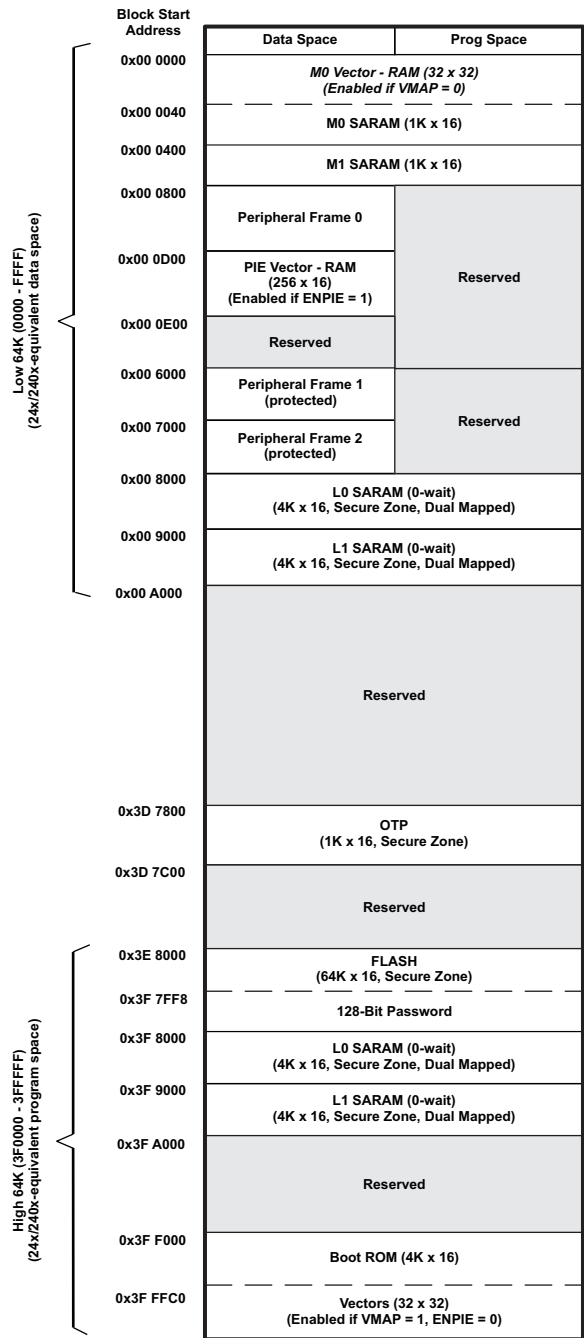 Block Start
Address
Data Space
Prog Space
0x00 0000
M0 Vector - RAM (32 x 32)
(Enabled if VMAP = 0)
0x00 0040
M0 SARAM (1K x 16)
0x00 0400
M1 SARAM (1K x 16)
0x00 0800
Peripheral Frame 0
0x00 0D00
PIE Vector - RAM
(256 x 16)
(Enabled if ENPIE = 1)
Reserved
0x00 0E00
Reserved
0x00 6000
Peripheral Frame 1
(protected)
0x00 7000
Peripheral Frame 2
(protected)
Reserved
0x00 8000
L0 SARAM (0-wait)
(4K x 16, Secure Zone, Dual Mapped)
0x00 9000
L1 SARAM (0-wait)
(4K x 16, Secure Zone, Dual Mapped)
0x00 A000
Low 64K (0000 - FFFF)
(24x/240x-equivalent data space)
Reserved
0x3D 7800
OTP
(1K x 16, Secure Zone)
0x3D 7C00
Reserved
0x3E 8000
FLASH
(64K x 16, Secure Zone)
0x3F 7FF8
128-Bit Password
0x3F 8000
L0 SARAM (0-wait)
(4K x 16, Secure Zone, Dual Mapped)
0x3F 9000
L1 SARAM (0-wait)
(4K x 16, Secure Zone, Dual Mapped)
0x3F A000
Reserved
0x3F F000
Boot ROM (4K x 16)
0x3F FFC0
Vectors (32 x 32)
(Enabled if VMAP = 1, ENPIE = 0)
High 64K (3F0000 - 3FFFFF)
(24x/240x-equivalent program space)